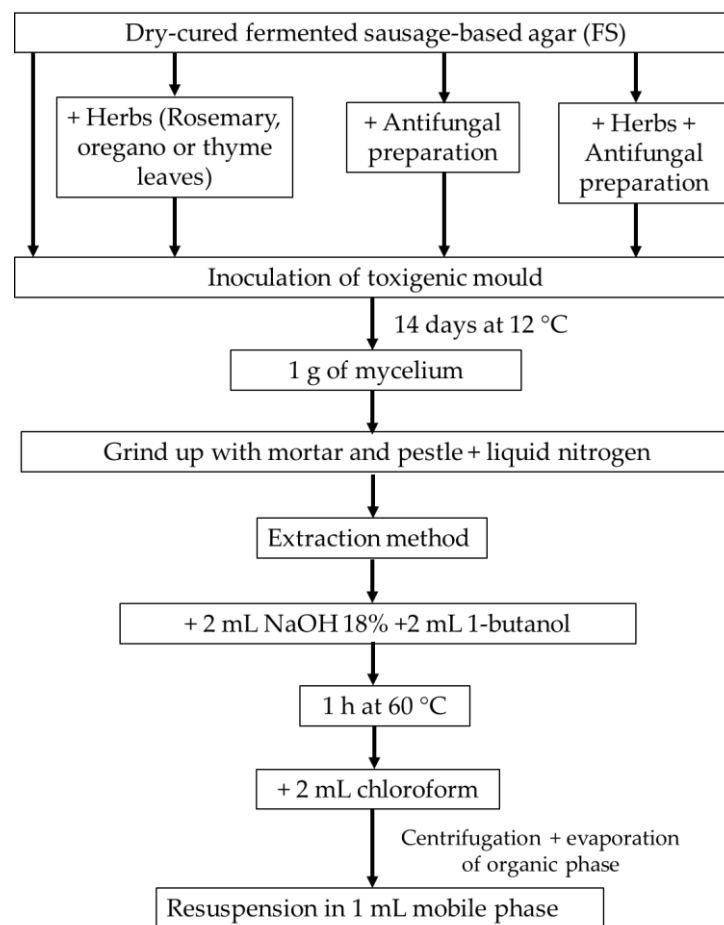 Dry-cured fermented sausage-based agar (FS)
+ Herbs (Rosemary,
oregano or thyme
leaves)
+ Antifungal
preparation
+ Herbs +
Antifungal
preparation
Inoculation of toxigenic mould
14 days at 12 °C
1 g of mycelium
Grind up with mortar and pestle + liquid nitrogen
Extraction method
+ 2 mL NaOH 18% +2 mL 1-butanol
1 h at 60 °C
+ 2 mL chloroform
Centrifugation + evaporation
of organic phase
Resuspension in 1 mL mobile phase